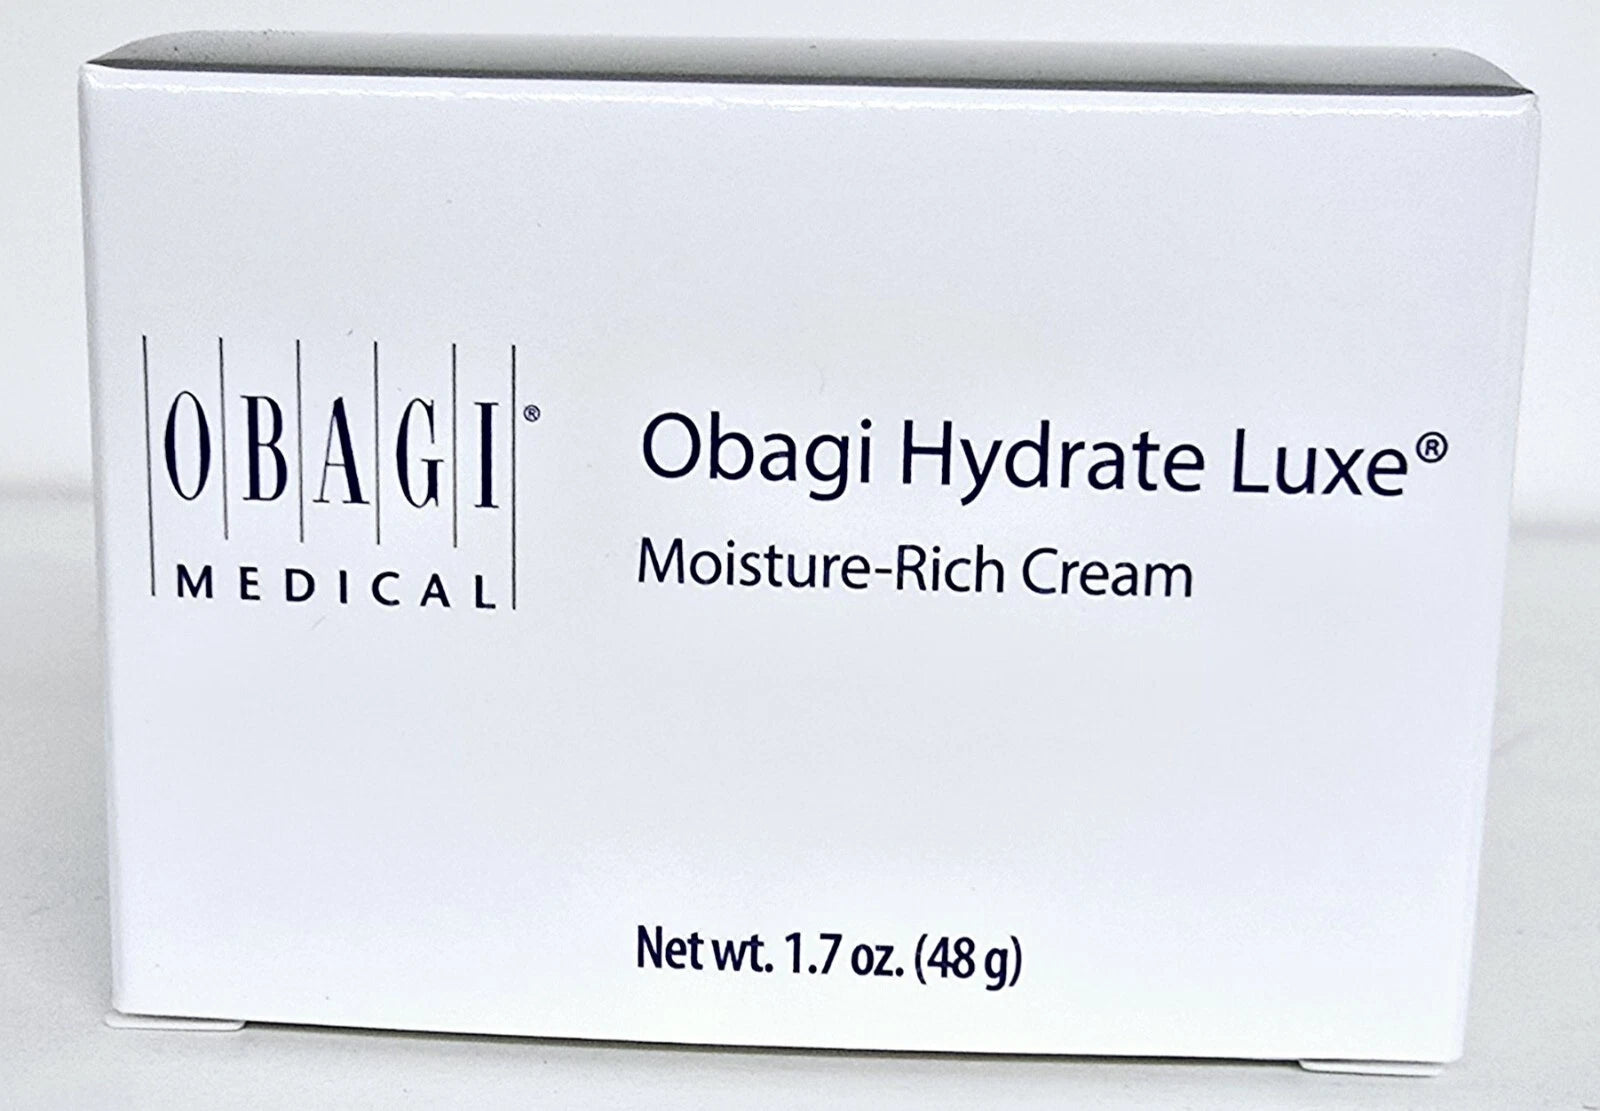 OBAGI®
MEDICAL
Obagi Hydrate Luxe®
Moisture-Rich Cream
Net wt. 1.7 oz. (48 g)